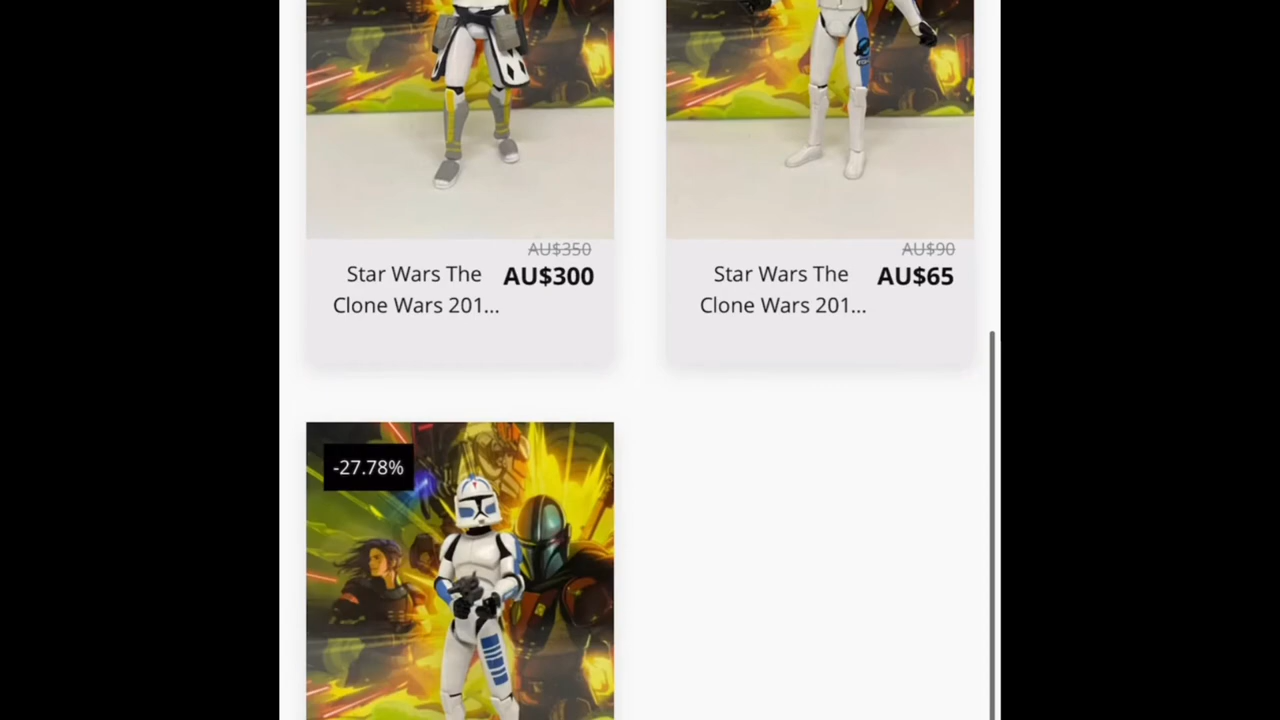 AU$350
Star Wars The
AU$300
Clone Wars 201...
AU$90
Star Wars The
AU$65
Clone Wars 201...
-27.78%